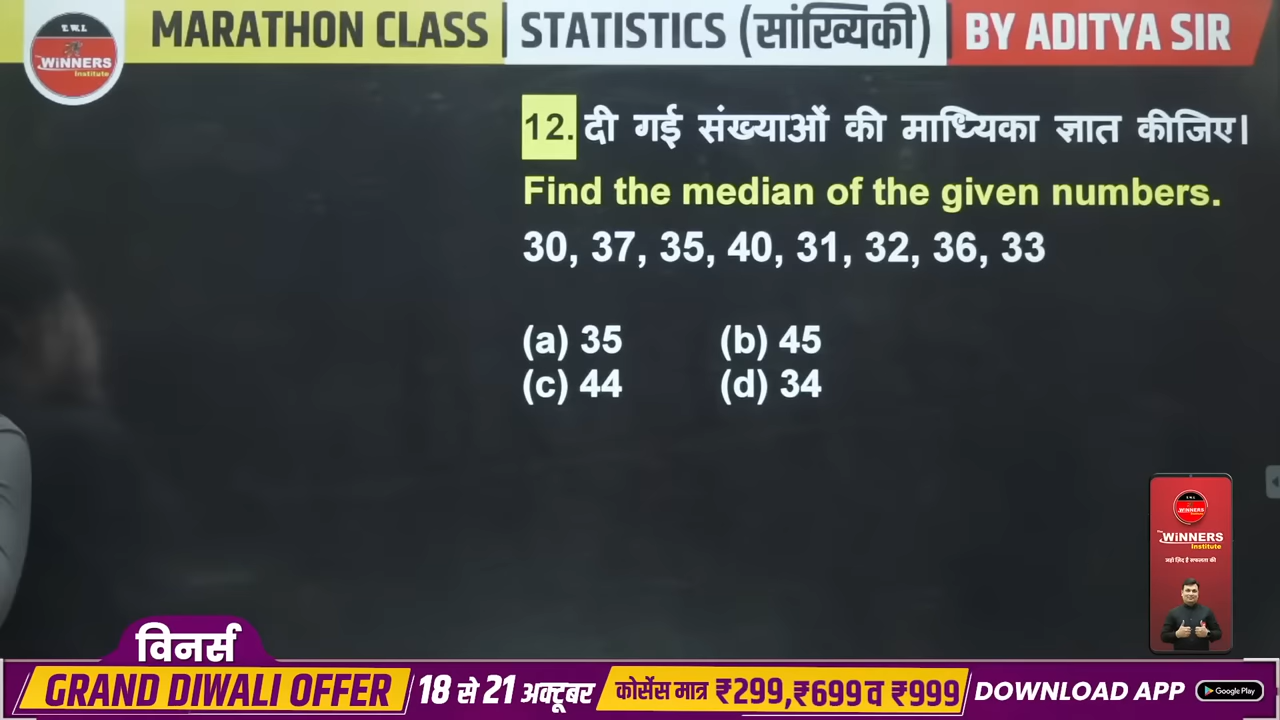 MARATHON CLASS STATISTICS (सांख्यिकी) BY ADITYA SIR
WiNNERS
Institute
12. दी गई संख्याओं की माध्यिका ज्ञात कीजिए।
Find the median of the given numbers.
30, 37, 35, 40, 31, 32, 36, 33
(a) 35 (b) 45
(c) 44 (d) 34
WiNNERS
Institute
विनर्स
GRAND DIWALI OFFER 18 से 21 अक्टूबर कोर्सेस मात्र ₹299,₹699 व ₹999 DOWNLOAD APP Google Play